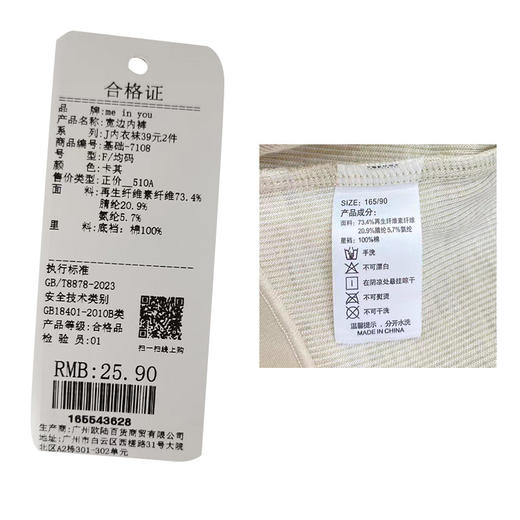 合格证
品 牌:me in you
产品名称:宽边内裤
系 列:J内衣袜39元2件
商品编号:基础-7108
型 号:F/均码
颜 色:卡其
售价类型:正价__510A
面 料:再生纤维素纤维73.4%
腈纶20.9%
氨纶5.7%
里 料:底裆: 棉100%
执行标准
GB/T8878-2023
安全技术类别
GB18401-2010B类
产品等级:合格品
检 验 员:01
扫一扫线上购
RMB:25.90
165543628
生产商:广州欧陆百货商贸有限公司
地址:广州市白云区西槎路31号大院
北区A2栋301-302单元
SIZE: 165/90
产品成分:
面料: 73.4%再生纤维素纤维
20.9%腈纶 5.7%氨纶
里裆: 100%棉
手洗
不可漂白
在阴凉处悬挂晾干
不可熨烫
不可干洗
温馨提示,分开水洗
MADE IN CHINA